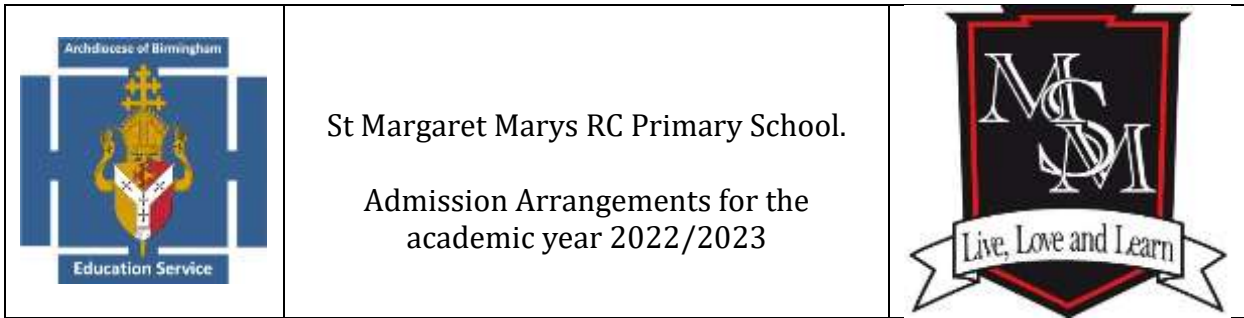 Archdiocese of Birmingham
Education Service
St Margaret Marys RC Primary School.
Admission Arrangements for the
academic year 2022/2023
MSM
Live, Love and Learn